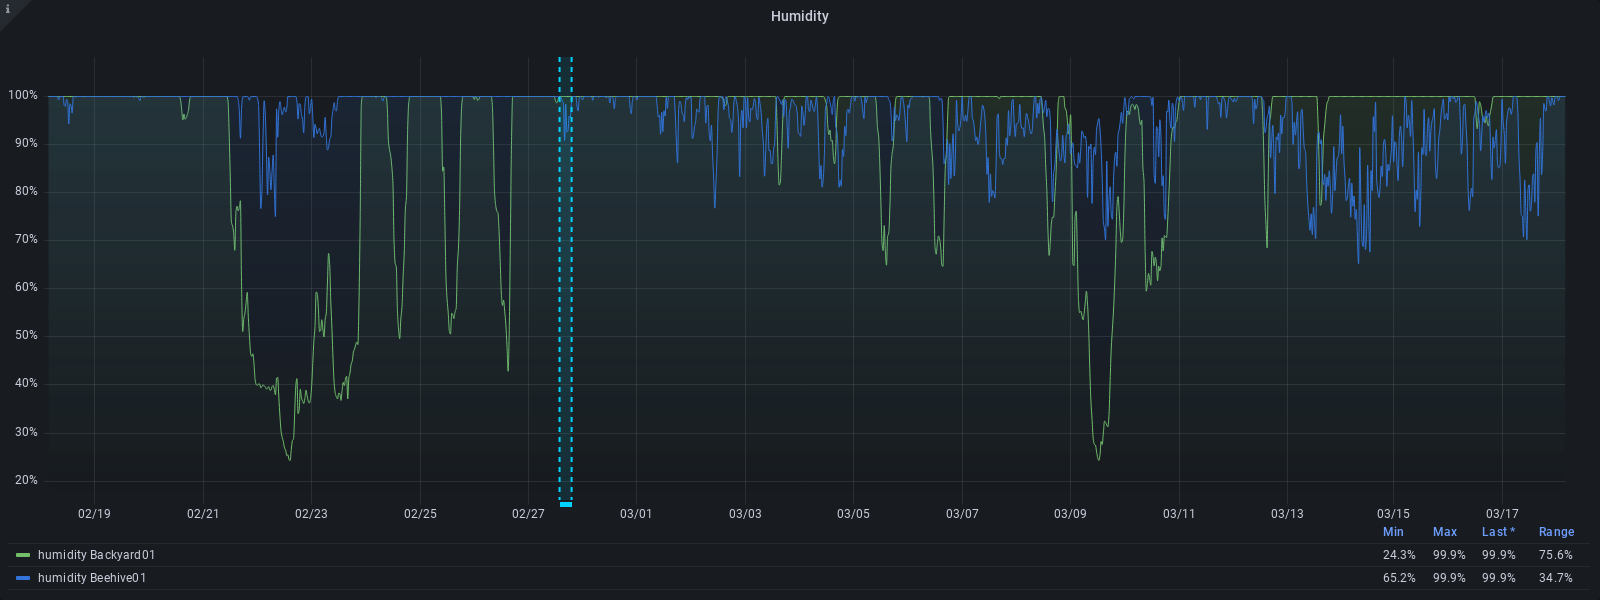 i
Humidity
100%
90%
80%
70%
60%
50%
40%
30%
20%
02/19 02/21 02/23 02/25 02/27 03/01 03/03 03/05 03/07 03/09 03/11 03/13 03/15 03/17
Min Max Last * Range
humidity Backyard01 24.3% 99.9% 99.9% 75.6%
humidity Beehive01 65.2% 99.9% 99.9% 34.7%